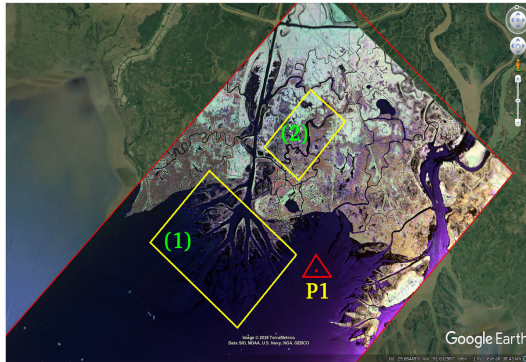 (2)
(1)
P1
Image © 2018 TerraMetrics
Data SIO, NOAA, U.S. Navy, NGA, GEBCO
Google Earth